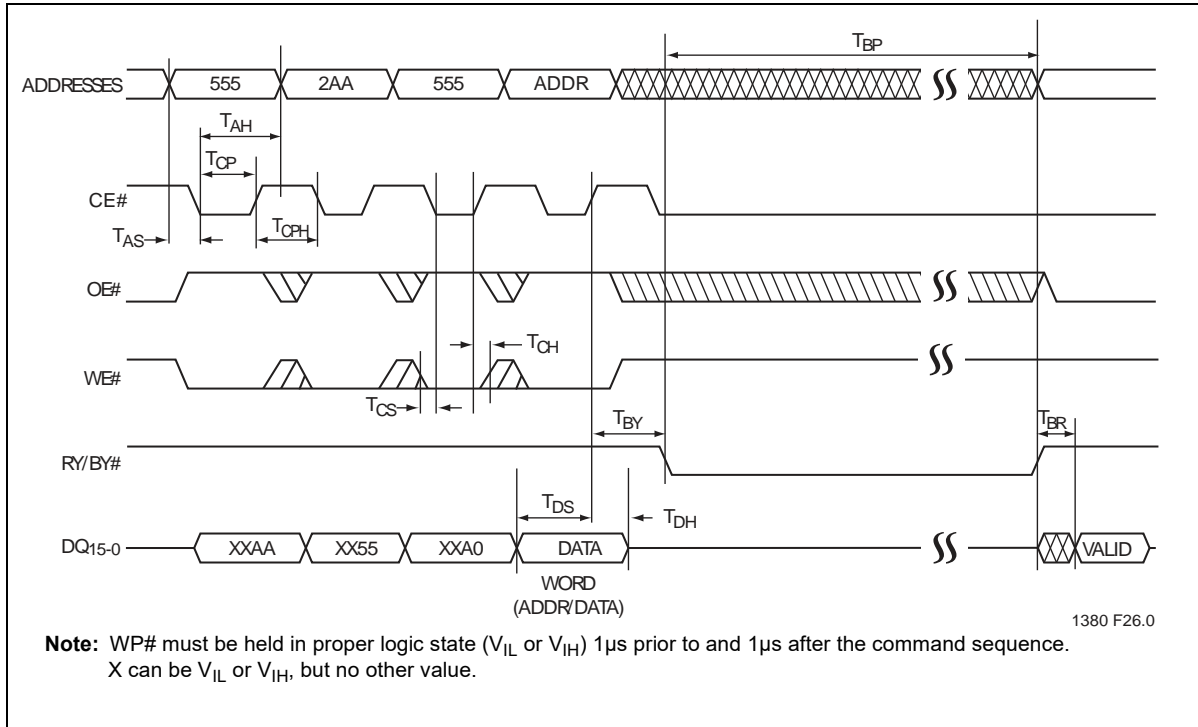 TBP
ADDRESSES 555 2AA 555 ADDR
TAH
TCP
CE#
TCPH
TAS
OE#
TCH
WE#
TCS
TBY TBR
RY/BY#
TDS TDH
DQ15-0 XXAA XX55 XXA0 DATA VALID
WORD
(ADDR/DATA)
1380 F26.0
Note: WP# must be held in proper logic state (VIL or VIH) 1µs prior to and 1µs after the command sequence.
X can be VIL or VIH, but no other value.